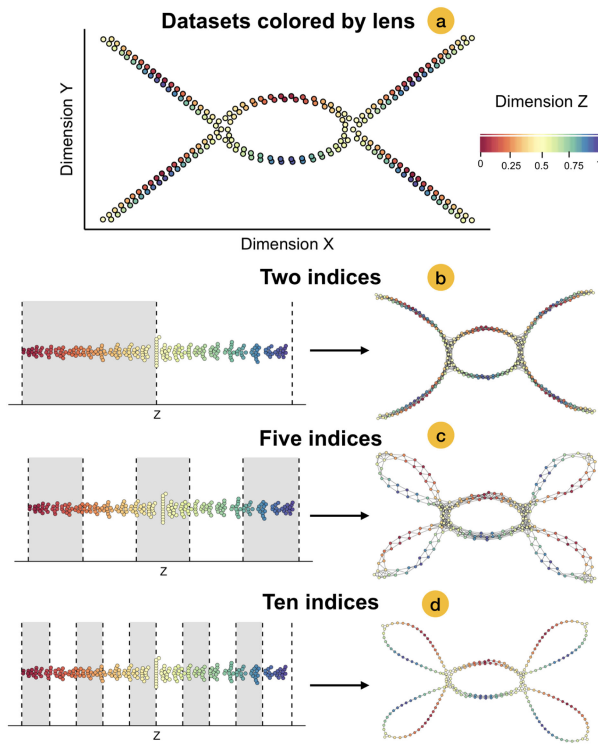 Datasets colored by lens a
Dimension Y
Dimension X
Dimension Z
0 0.25 0.5 0.75 1
Two indices b
Z
Five indices c
Z
Ten indices d
Z